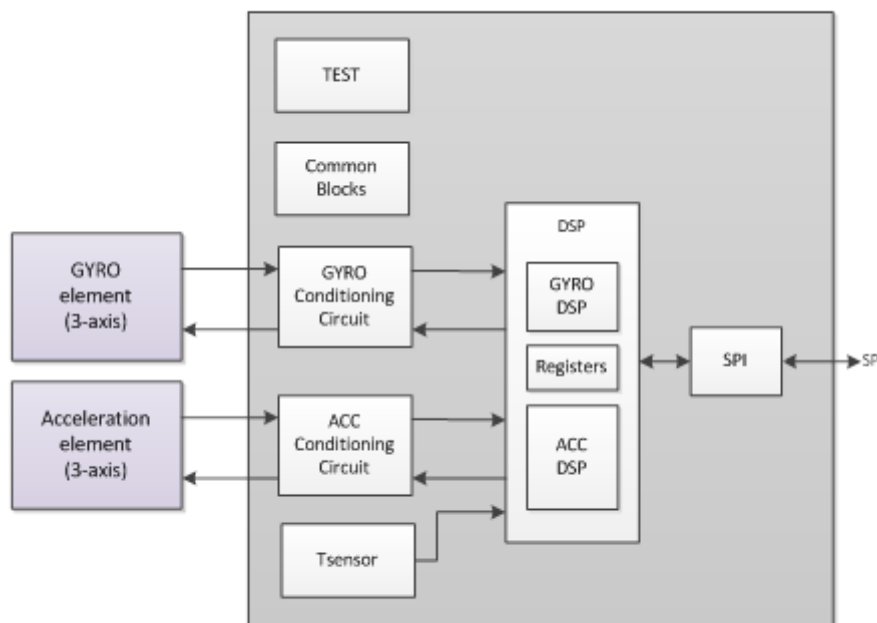 TEST
Common
Blocks
GYRO
element
(3-axis)
GYRO
Conditioning
Circuit
DSP
GYRO
DSP
Registers
SPI
SP
Acceleration
element
(3-axis)
ACC
Conditioning
Circuit
ACC
DSP
Tsensor